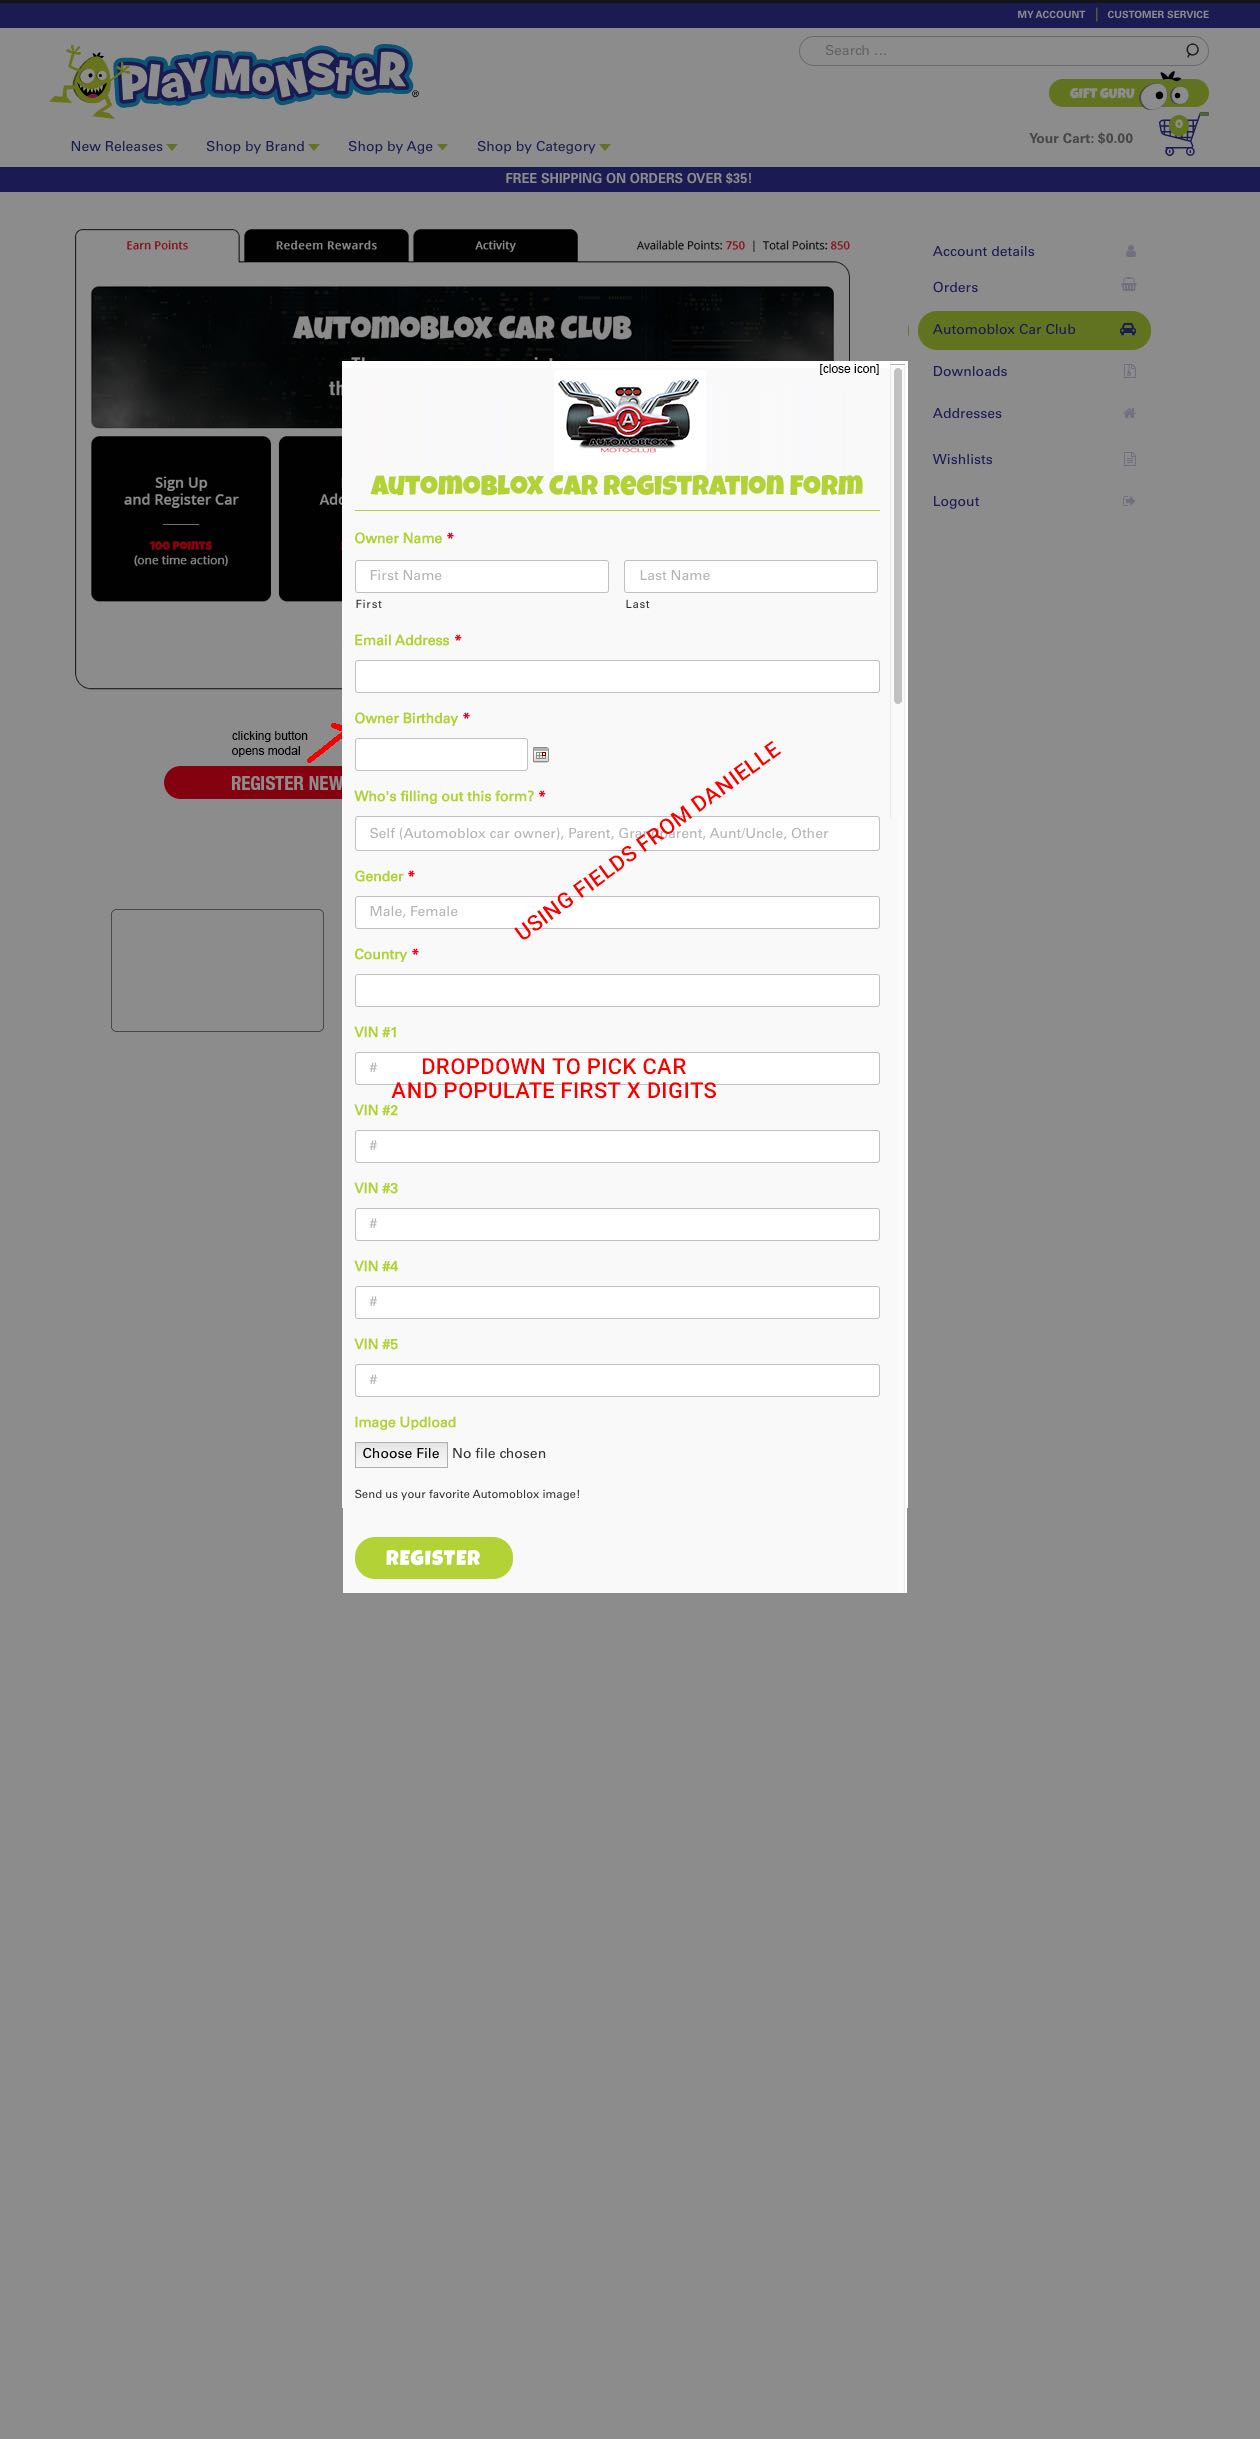 MY ACCOUNT | CUSTOMER SERVICE
PLAY MONSTER®
Search ...
GIFT GURU
0
Your Cart: $0.00
New Releases Shop by Brand Shop by Age Shop by Category
FREE SHIPPING ON ORDERS OVER $35!
Earn Points Redeem Rewards Activity Available Points: 750 | Total Points: 850
Account details
Orders
Automoblox Car Club
Downloads
Addresses
Wishlists
Logout
AUTOMOBLOX CAR CLUB
Sign Up
and Register Car
100 POINTS
(one time action)
clicking button
opens modal
REGISTER NEW
[close icon]
A
AUTOMOBLOX
MOTOCLUB
AUTOMOBLOX CAR REGISTRATION FORM
Owner Name *
First Name Last Name
First Last
Email Address *
Owner Birthday *
Who's filling out this form? *
Self (Automoblox car owner), Parent, Grandparent, Aunt/Uncle, Other
USING FIELDS FROM DANIELLE
Gender *
Male, Female
Country *
VIN #1
#
DROPDOWN TO PICK CAR
AND POPULATE FIRST X DIGITS
VIN #2
#
VIN #3
#
VIN #4
#
VIN #5
#
Image Updload
Choose File No file chosen
Send us your favorite Automoblox image!
REGISTER